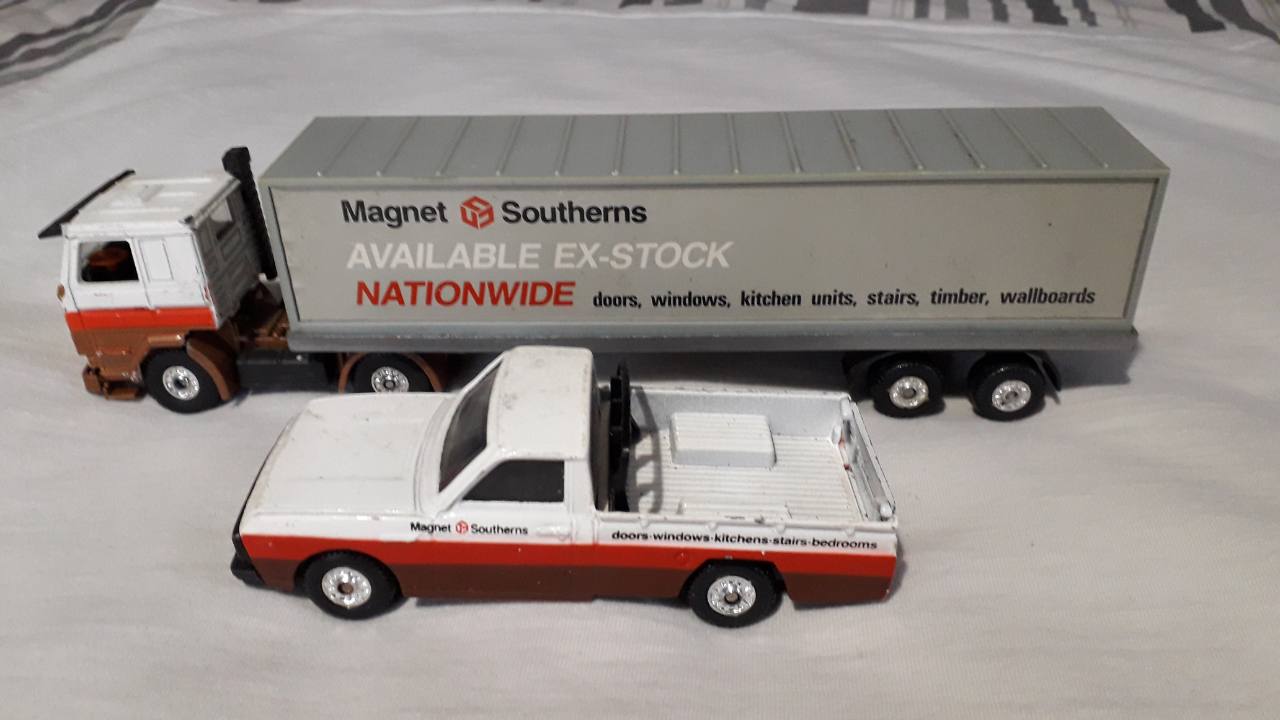 Magnet Southerns
AVAILABLE EX-STOCK
NATIONWIDE doors, windows, kitchen units, stairs, timber, wallboards
Magnet Southerns
doors-windows-kitchens-stairs-bedrooms